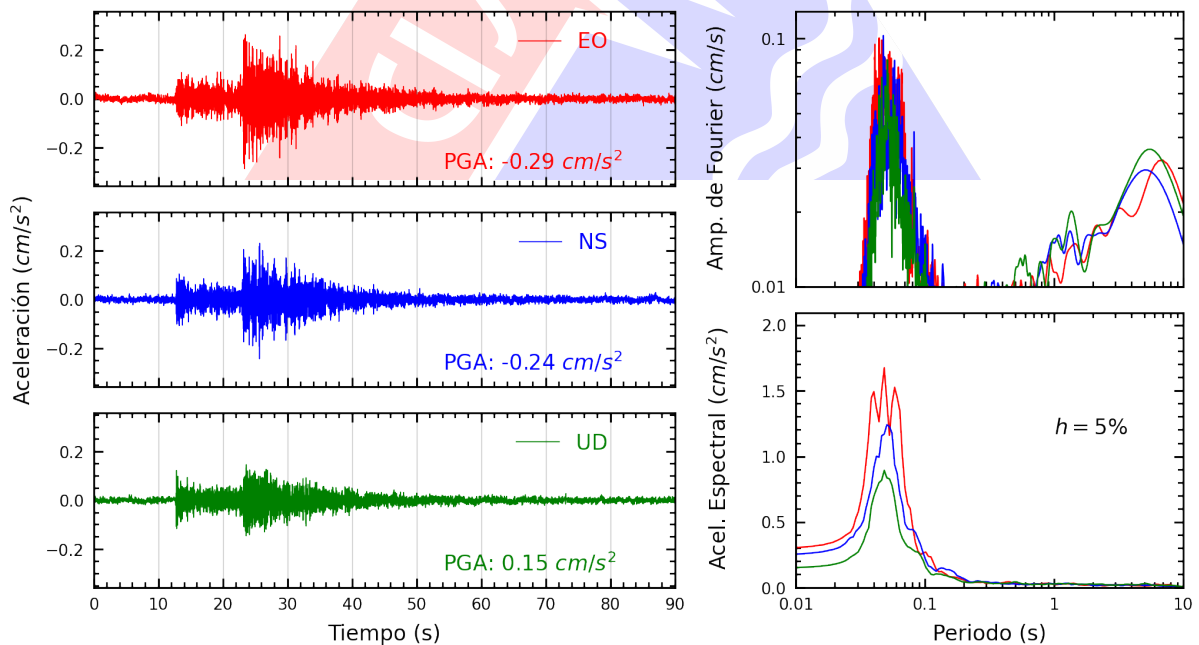 Aceleración (cm/s²)
0.2
0.0
−0.2
EO
PGA: -0.29 cm/s²
0.2
0.0
−0.2
NS
PGA: -0.24 cm/s²
0.2
0.0
−0.2
UD
PGA: 0.15 cm/s²
0 10 20 30 40 50 60 70 80 90
Tiempo (s)
Amp. de Fourier (cm/s)
0.1
0.01
Acel. Espectral (cm/s²)
2.0
1.5
1.0
0.5
0.0
h = 5%
0.01 0.1 1 10
Periodo (s)